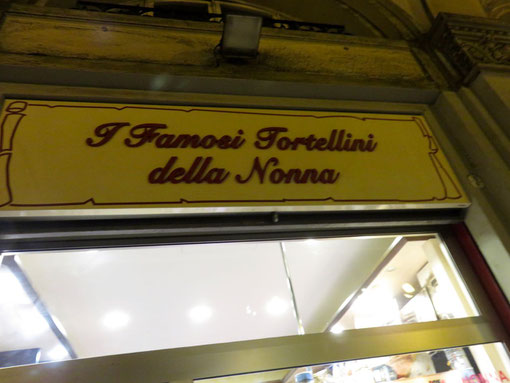 I Famosi Tortellini
della Nonna